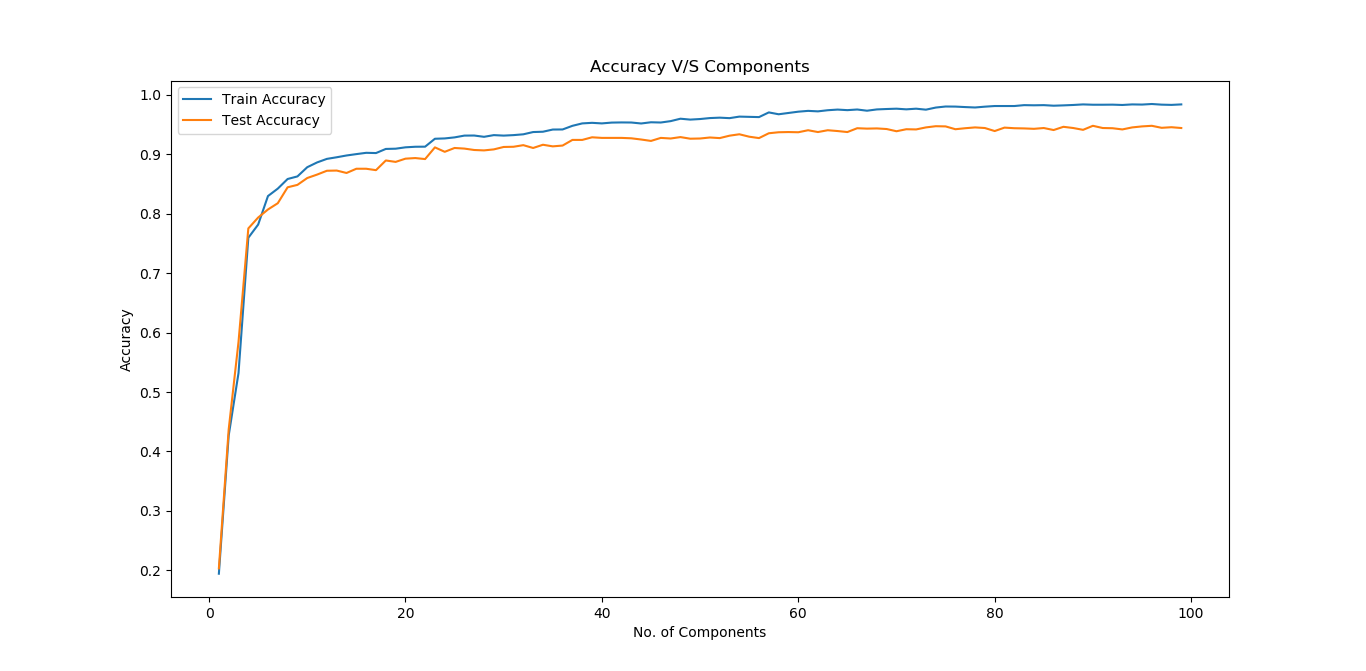 Accuracy V/S Components
Train Accuracy
Test Accuracy
1.0
0.9
0.8
0.7
0.6
0.5
0.4
0.3
0.2
Accuracy
0 20 40 60 80 100
No. of Components